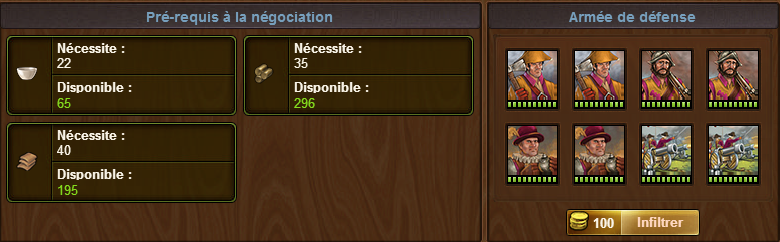 Pré-requis à la négociation
Nécessite :
22
Disponible :
65
Nécessite :
35
Disponible :
296
Nécessite :
40
Disponible :
195
Armée de défense
100 Infiltrer